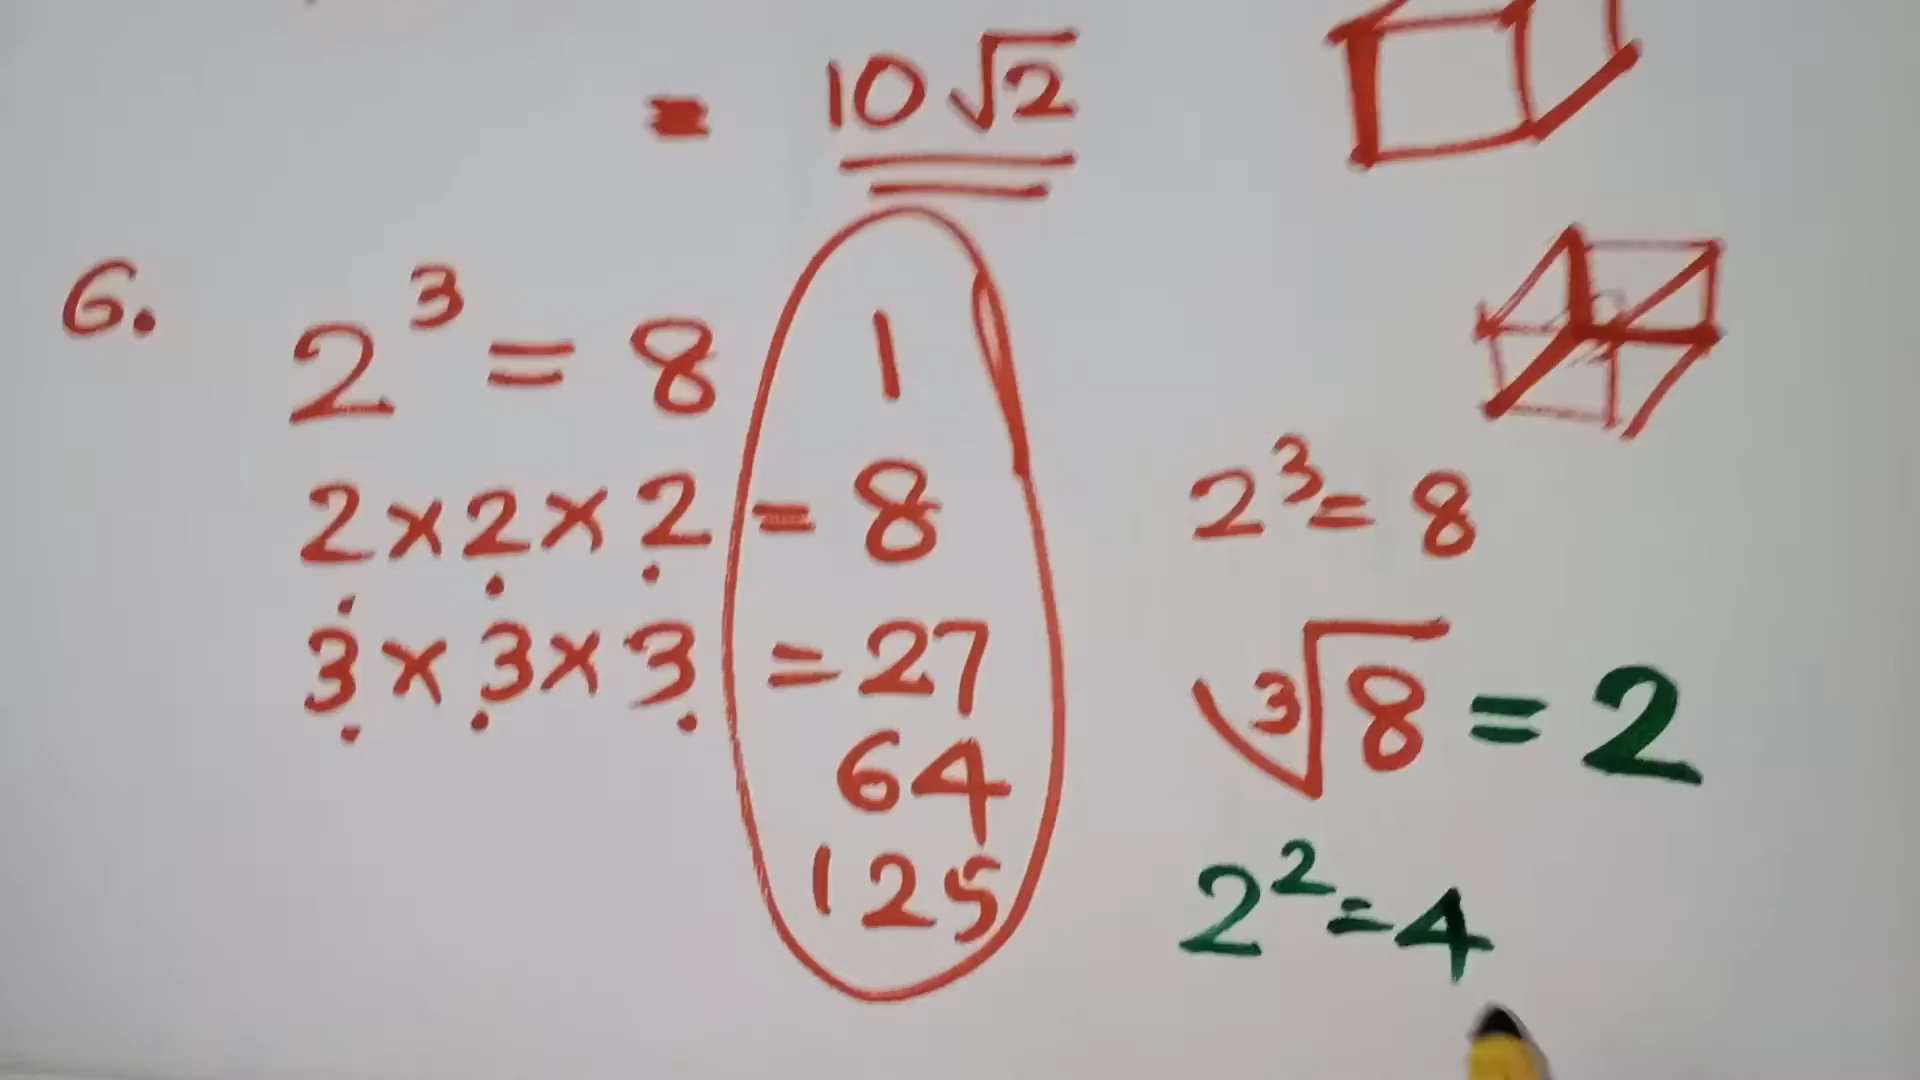 = 10√2
6. 2³ = 8 1
2×2×2 = 8
3×3×3 = 27
64
125
2³= 8
³√8 = 2
2²=4